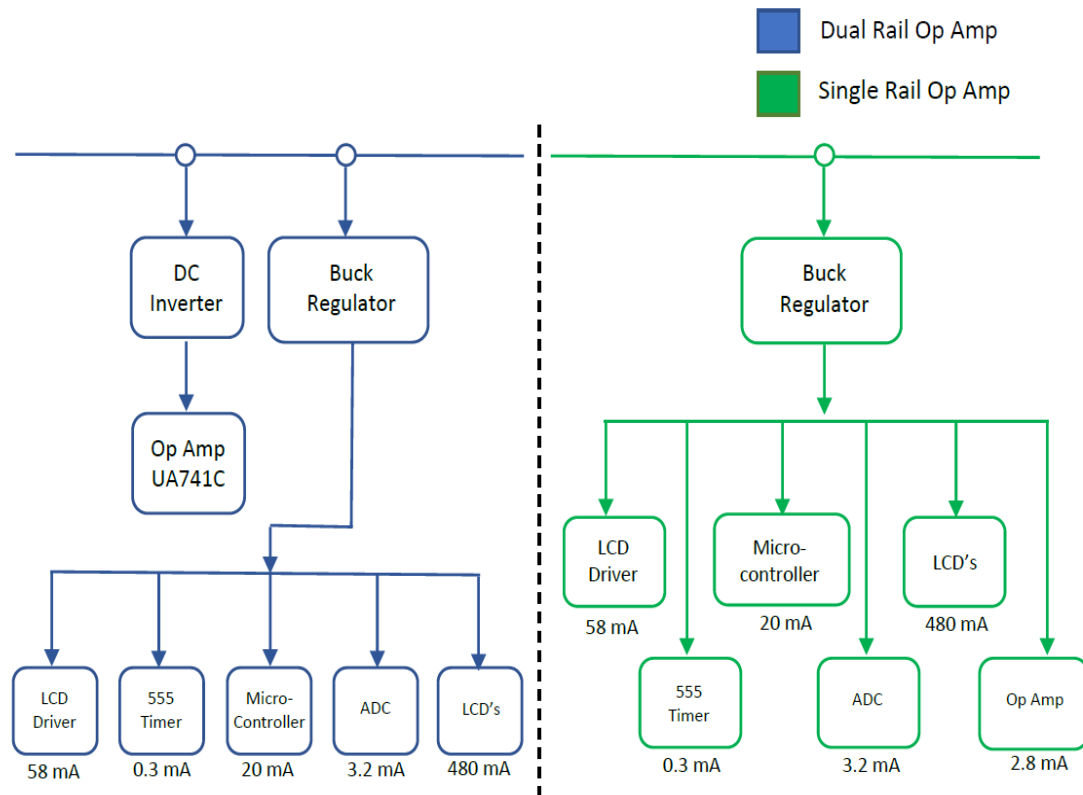 Dual Rail Op Amp
Single Rail Op Amp
DC
Inverter
Buck
Regulator
Op Amp
UA741C
LCD
Driver
555
Timer
Micro-
Controller
ADC
LCD's
58 mA
0.3 mA
20 mA
3.2 mA
480 mA
Buck
Regulator
LCD
Driver
Micro-
controller
LCD's
58 mA
20 mA
480 mA
555
Timer
ADC
Op Amp
0.3 mA
3.2 mA
2.8 mA